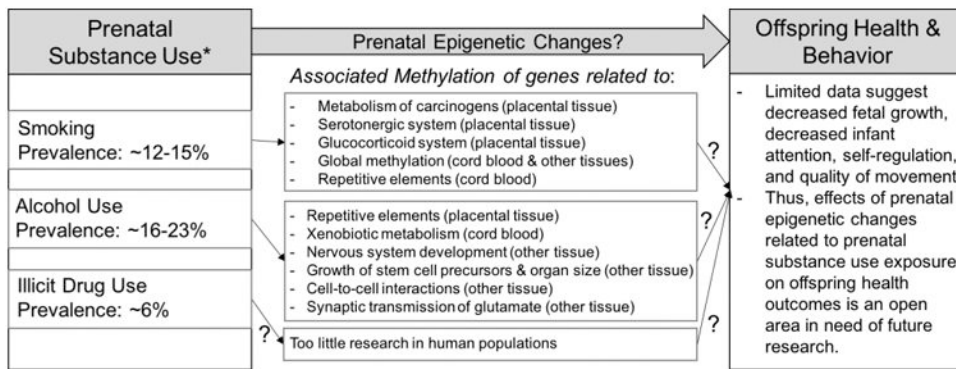 Prenatal
Substance Use*
Prenatal Epigenetic Changes?
Offspring Health &
Behavior
Smoking
Prevalence: ~12-15%
Alcohol Use
Prevalence: ~16-23%
Illicit Drug Use
Prevalence: ~6%
?
Associated Methylation of genes related to:
- Metabolism of carcinogens (placental tissue)
- Serotonergic system (placental tissue)
- Glucocorticoid system (placental tissue)
- Global methylation (cord blood & other tissues)
- Repetitive elements (cord blood)
?
- Repetitive elements (placental tissue)
- Xenobiotic metabolism (cord blood)
- Nervous system development (other tissue)
- Growth of stem cell precursors & organ size (other tissue)
- Cell-to-cell interactions (other tissue)
- Synaptic transmission of glutamate (other tissue)
?
Too little research in human populations
?
- Limited data suggest
decreased fetal growth,
decreased infant
attention, self-regulation,
and quality of movement
- Thus, effects of prenatal
epigenetic changes
related to prenatal
substance use exposure
on offspring health
outcomes is an open
area in need of future
research.